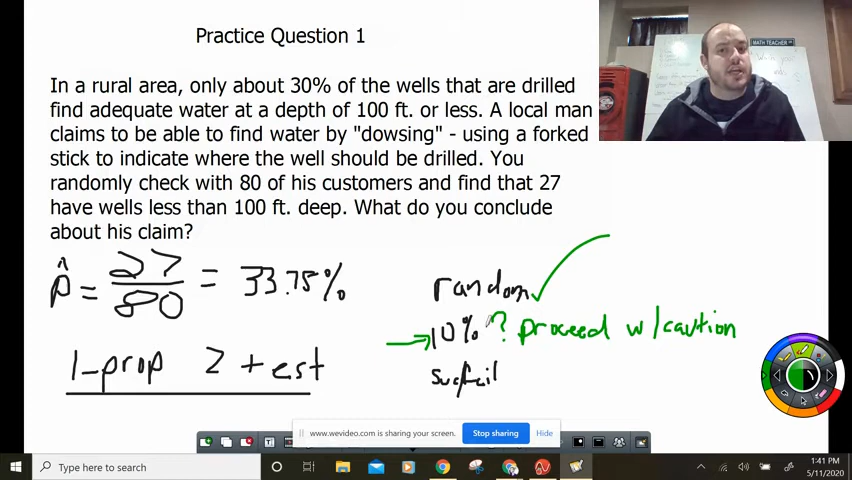 Practice Question 1
In a rural area, only about 30% of the wells that are drilled
find adequate water at a depth of 100 ft. or less. A local man
claims to be able to find water by "dowsing" - using a forked
stick to indicate where the well should be drilled. You
randomly check with 80 of his customers and find that 27
have wells less than 100 ft. deep. What do you conclude
about his claim?
p̂ = 27/80 = 33.75%
random ✓
→ 10% ? proceed w/caution
suc/fail
1-prop Z test
MATH TEACHER
www.wevideo.com is sharing your screen.
Stop sharing
Hide
Type here to search
1:41 PM
5/11/2020